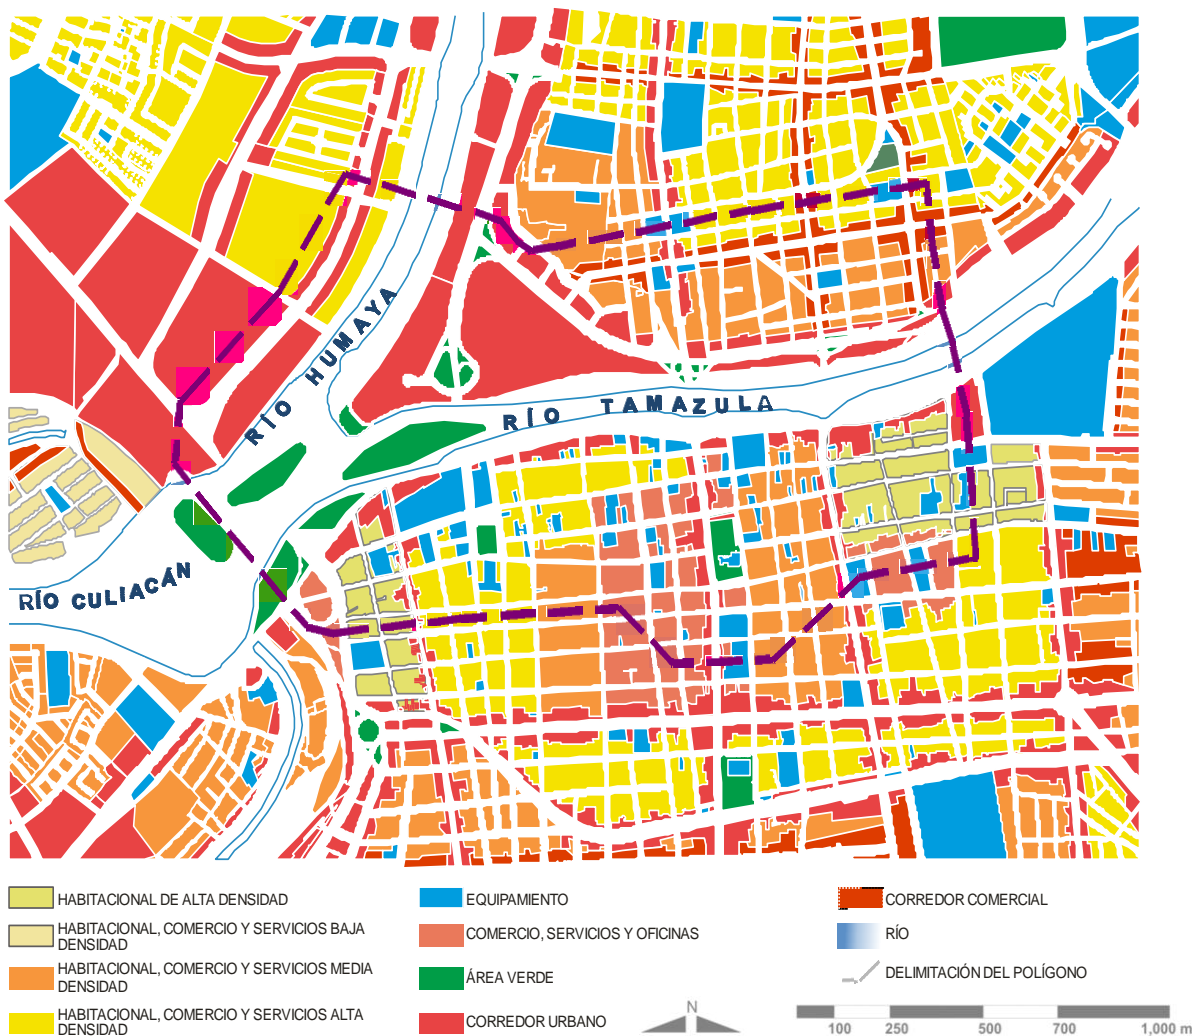 RÍO HUMAYA
RÍO TAMAZULA
RÍO CULIACÁN
HABITACIONAL DE ALTA DENSIDAD
HABITACIONAL, COMERCIO Y SERVICIOS BAJA
DENSIDAD
HABITACIONAL, COMERCIO Y SERVICIOS MEDIA
DENSIDAD
HABITACIONAL, COMERCIO Y SERVICIOS ALTA
DENSIDAD
EQUIPAMIENTO
COMERCIO, SERVICIOS Y OFICINAS
ÁREA VERDE
CORREDOR URBANO
CORREDOR COMERCIAL
RÍO
DELIMITACIÓN DEL POLÍGONO
N
100 250 500 700 1,000 m